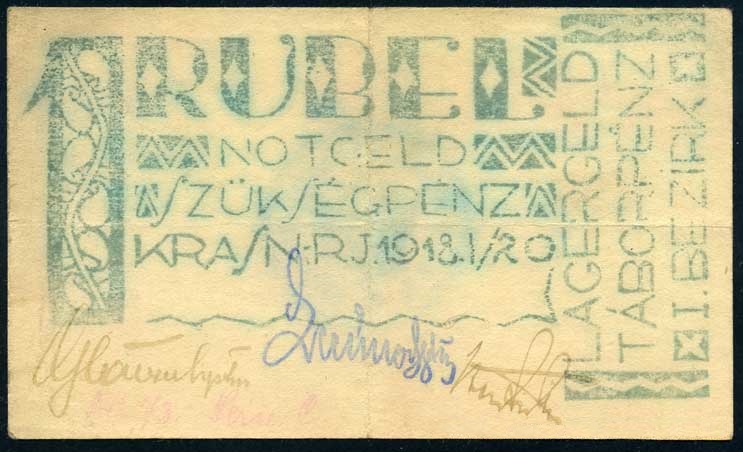 1 RUBEL
NOTGELD
SZÜKSÉGPÉNZ
KRASN:RJ.1918.I/20
LAGERGELD
TÁBORPÉNZ
I. BEZIRK